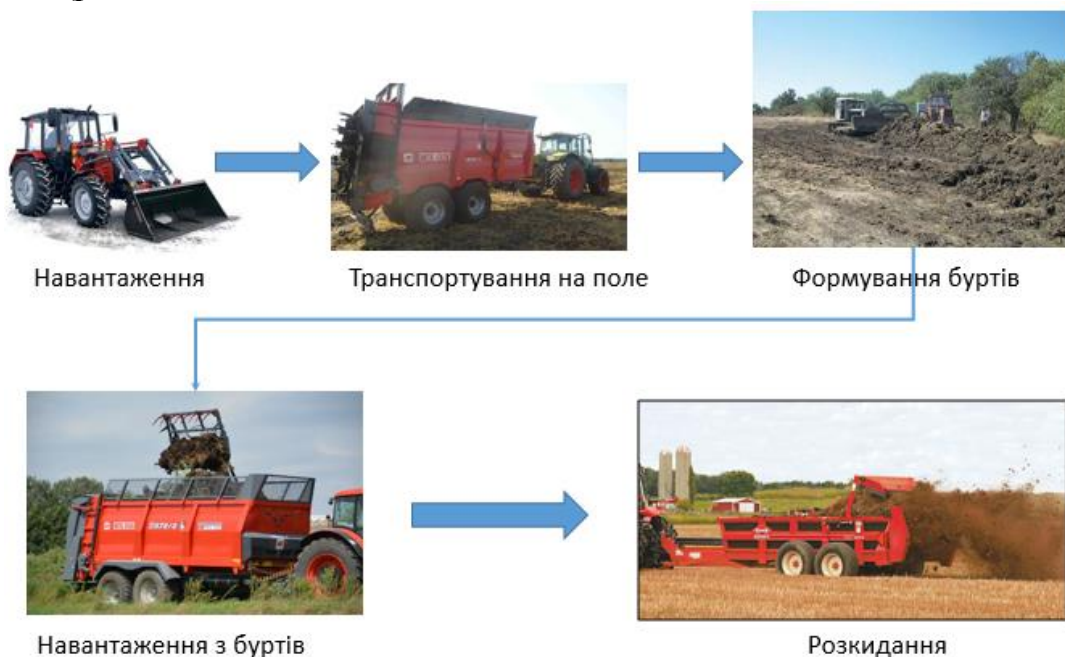 Навантаження
Транспортування на поле
Формування буртів
Навантаження з буртів
Розкидання